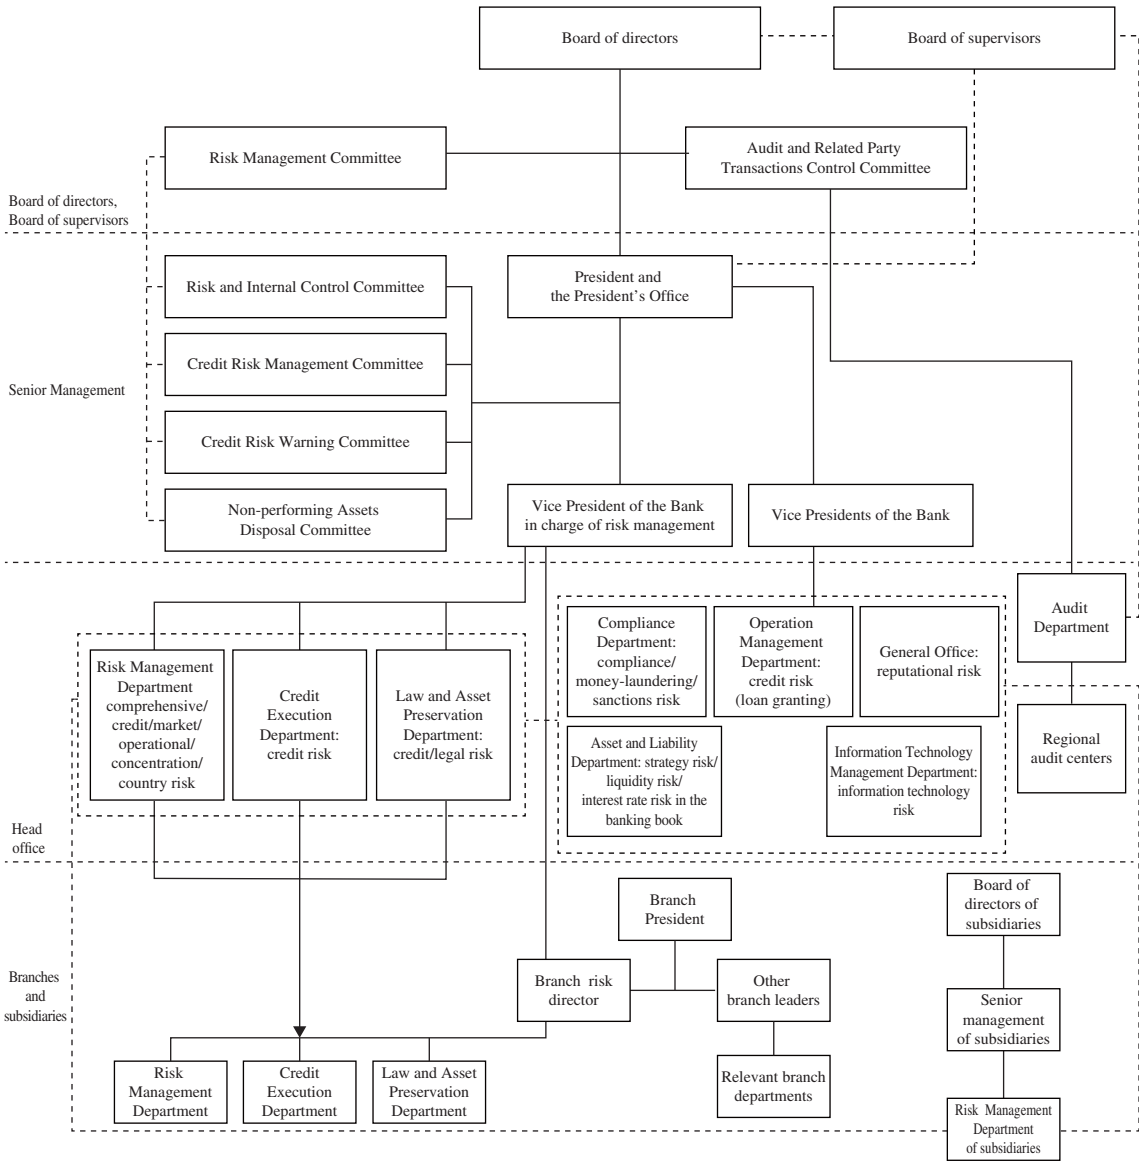 Board of directors
Board of supervisors
Risk Management Committee
Audit and Related Party
Transactions Control Committee
Board of directors,
Board of supervisors
Risk and Internal Control Committee
President and
the President's Office
Credit Risk Management Committee
Senior Management
Credit Risk Warning Committee
Non-performing Assets
Disposal Committee
Vice President of the Bank
in charge of risk management
Vice Presidents of the Bank
Risk Management
Department
comprehensive/
credit/market/
operational/
concentration/
country risk
Credit
Execution
Department:
credit risk
Law and Asset
Preservation
Department:
credit/legal risk
Compliance
Department:
compliance/
money-laundering/
sanctions risk
Operation
Management
Department:
credit risk
(loan granting)
General Office:
reputational risk
Audit
Department
Asset and Liability
Department: strategy risk/
liquidity risk/
interest rate risk in the
banking book
Information Technology
Management Department:
information technology
risk
Regional
audit centers
Head
office
Branch
President
Board of
directors of
subsidiaries
Branches
and
subsidiaries
Branch risk
director
Other
branch leaders
Senior
management
of subsidiaries
Risk
Management
Department
Credit
Execution
Department
Law and Asset
Preservation
Department
Relevant branch
departments
Risk Management
Department
of subsidiaries